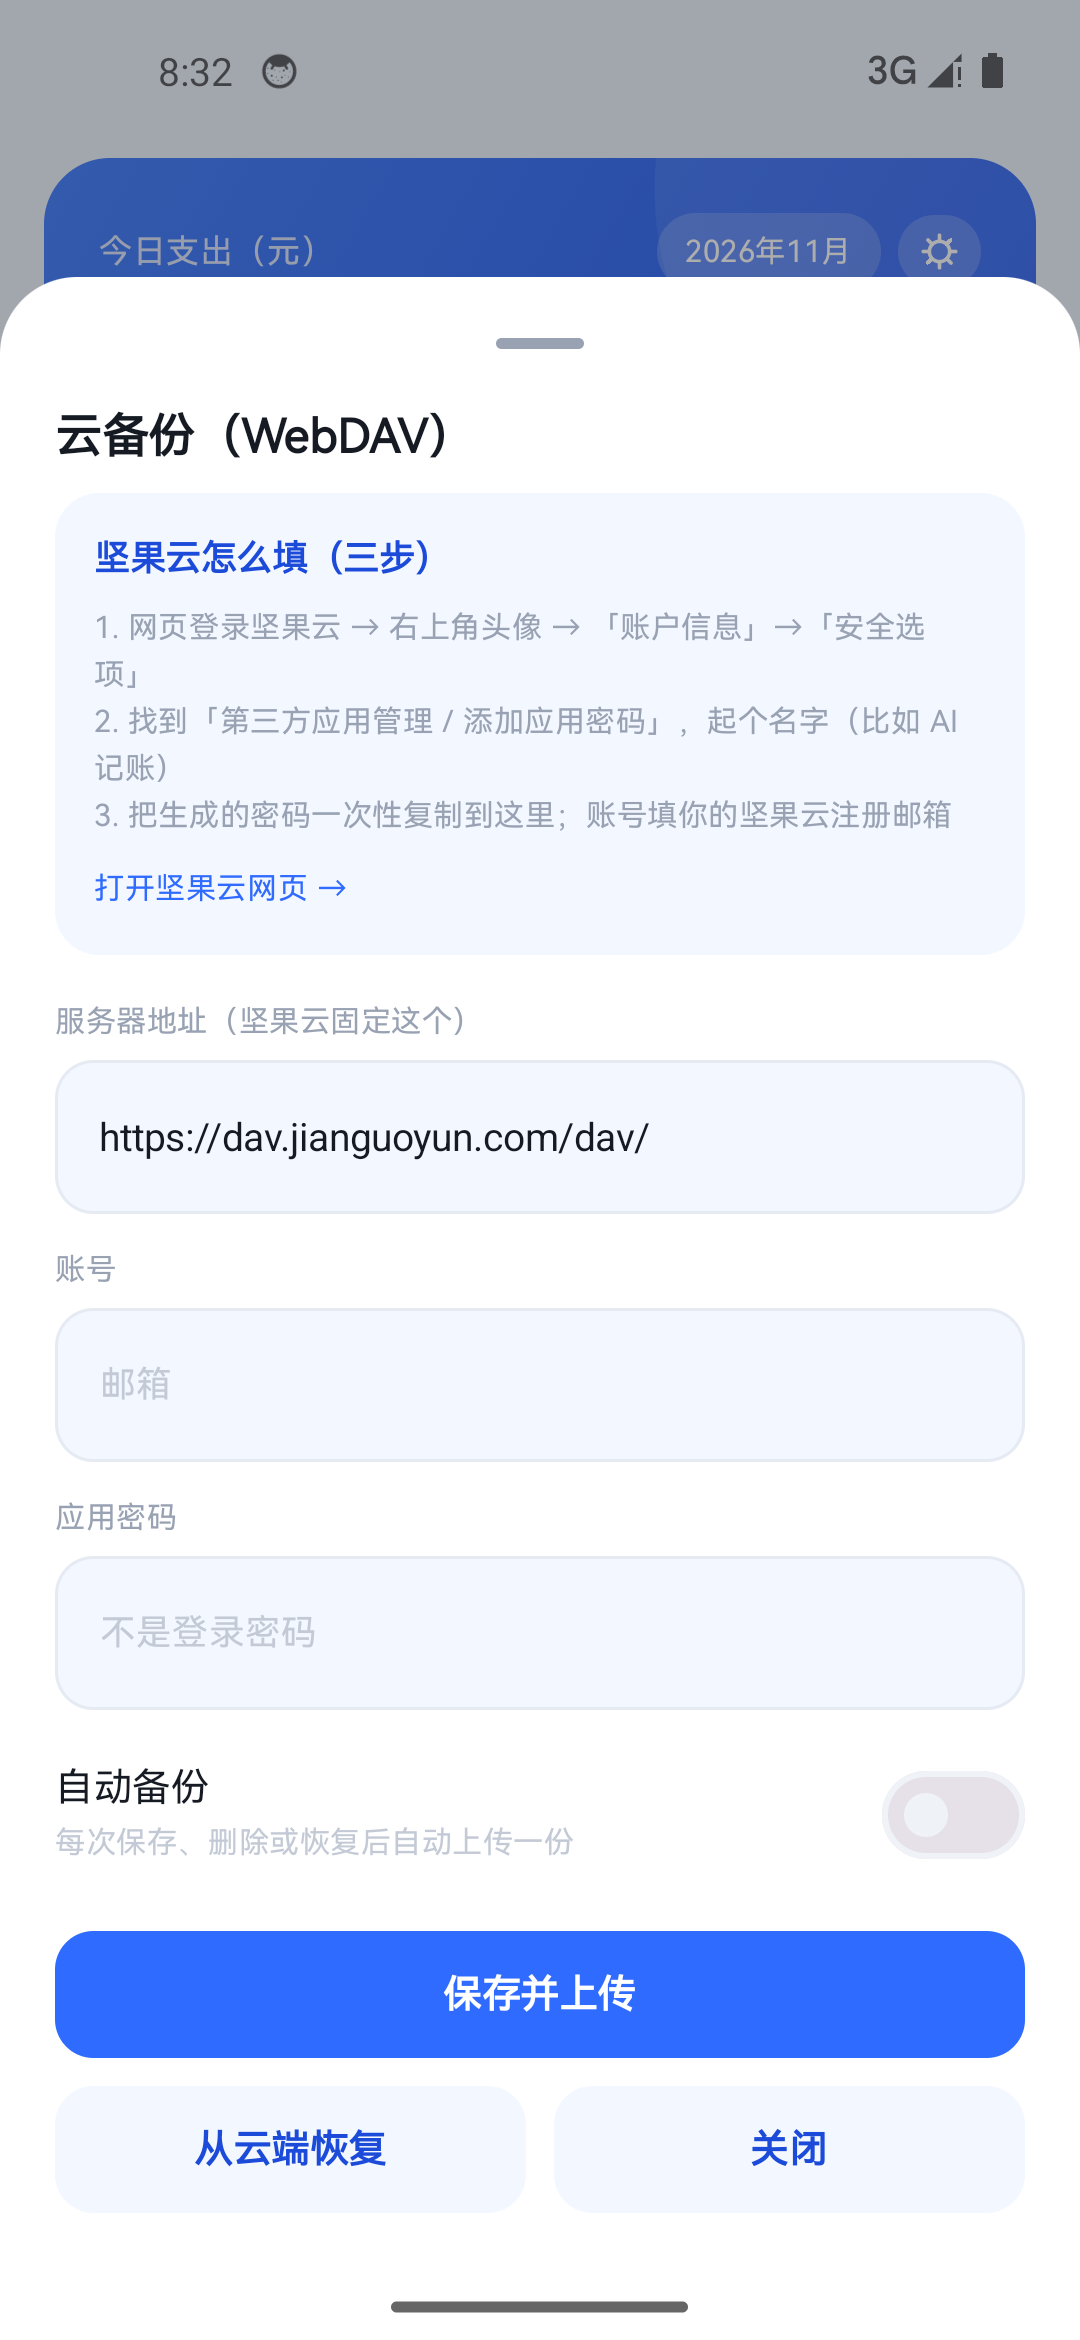 8:32
3G
今日支出（元）
2026年11月
云备份（WebDAV）
坚果云怎么填（三步）
1. 网页登录坚果云 → 右上角头像 → 「账户信息」→「安全选
项」
2. 找到「第三方应用管理 / 添加应用密码」，起个名字（比如 AI
记账）
3. 把生成的密码一次性复制到这里；账号填你的坚果云注册邮箱
打开坚果云网页 →
服务器地址（坚果云固定这个）
https://dav.jianguoyun.com/dav/
账号
邮箱
应用密码
不是登录密码
自动备份
每次保存、删除或恢复后自动上传一份
保存并上传
从云端恢复
关闭